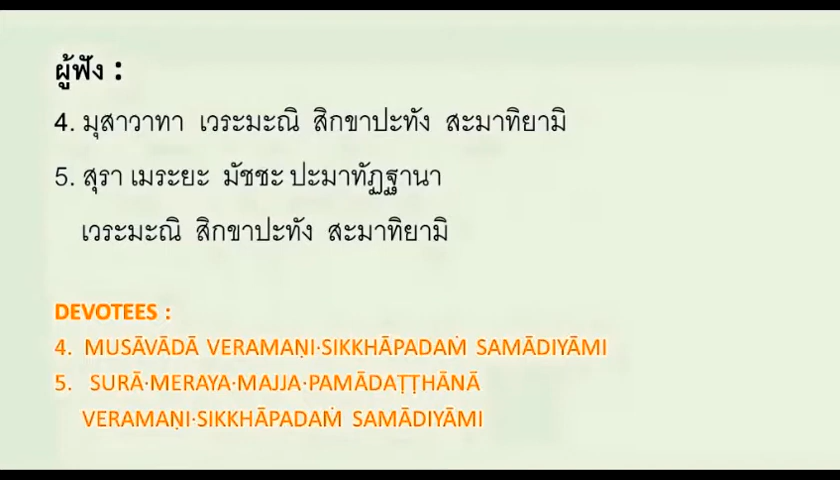 ผู้ฟัง :
4. มุสาวาทา เวระมะณิ สิกขาปะทัง สะมาทิยามิ
5. สุรา เมระยะ มัชชะ ปะมาทัฏฐานา
เวระมะณิ สิกขาปะทัง สะมาทิยามิ
DEVOTEES :
4. MUSĀVĀDĀ VERAMAṆI·SIKKHĀPADAṀ SAMĀDIYĀMI
5. SURĀ·MERAYA·MAJJA·PAMĀDAṬṬHĀNĀ
VERAMAṆI·SIKKHĀPADAṀ SAMĀDIYĀMI